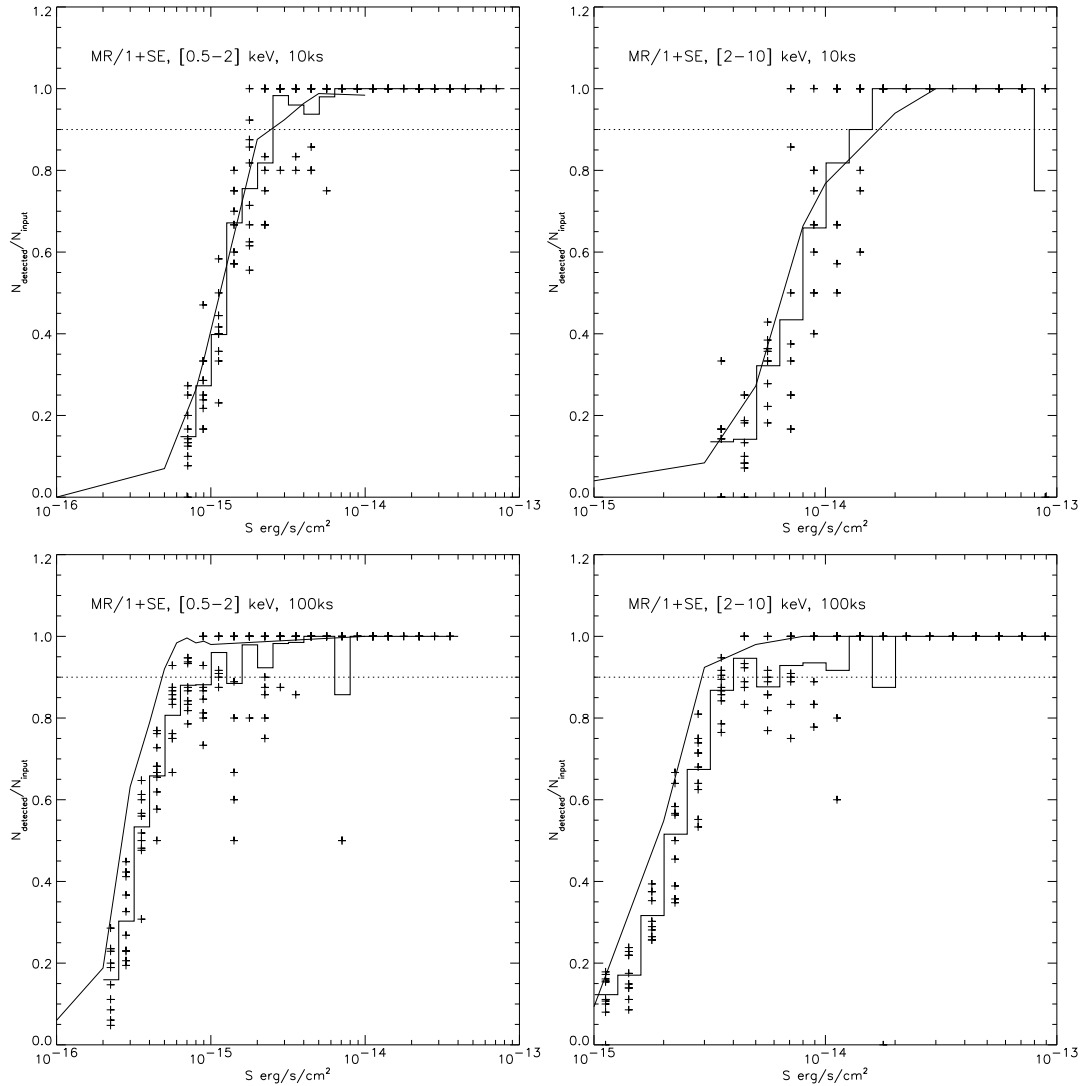 1.2
MR/1+SE, [0.5−2] keV, 10ks
1.0
0.8
0.6
0.4
0.2
0.0
N_detected/N_input
10^-16 10^-15 10^-14 10^-13
S erg/s/cm^2
1.2
MR/1+SE, [2−10] keV, 10ks
1.0
0.8
0.6
0.4
0.2
0.0
N_detected/N_input
10^-15 10^-14 10^-13
S erg/s/cm^2
1.2
MR/1+SE, [0.5−2] keV, 100ks
1.0
0.8
0.6
0.4
0.2
0.0
N_detected/N_input
10^-16 10^-15 10^-14 10^-13
S erg/s/cm^2
1.2
MR/1+SE, [2−10] keV, 100ks
1.0
0.8
0.6
0.4
0.2
0.0
N_detected/N_input
10^-15 10^-14 10^-13
S erg/s/cm^2